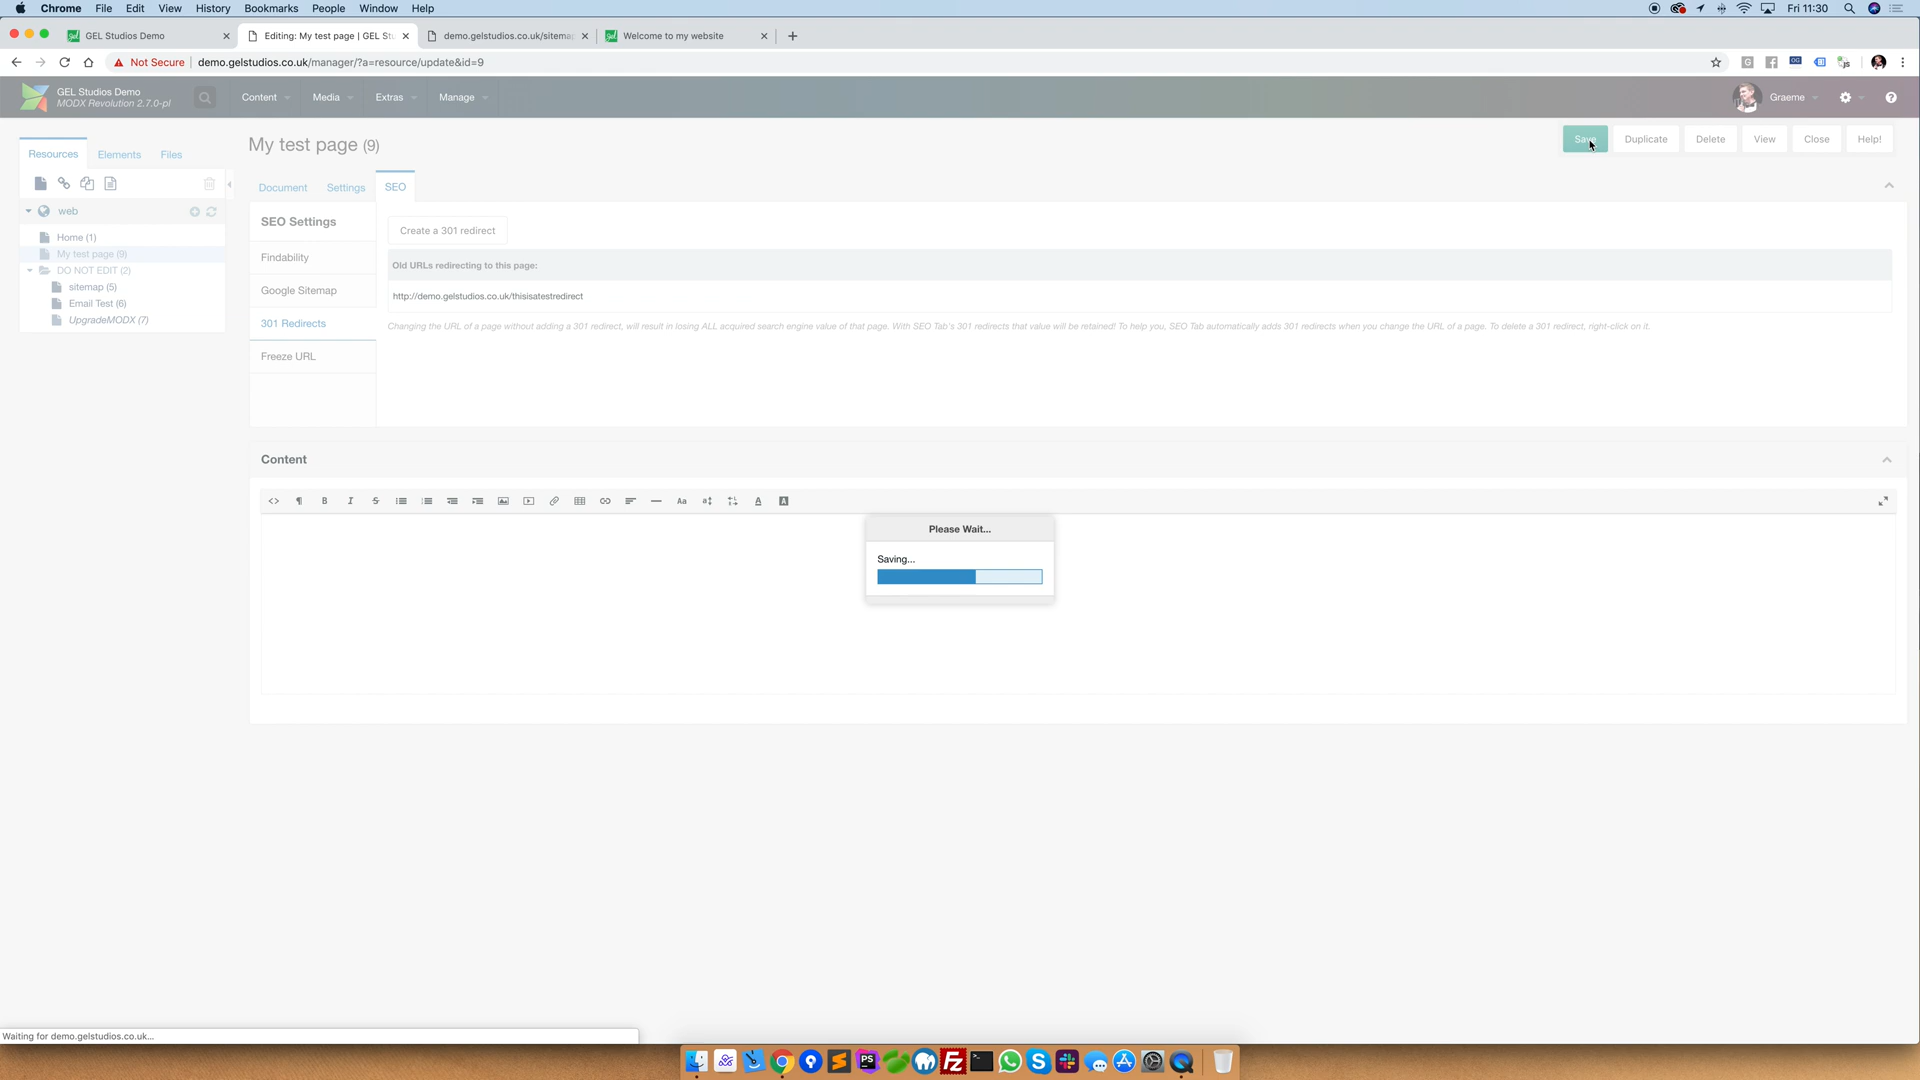 Chrome File Edit View History Bookmarks People Window Help Fri 11:30
GEL Studios Demo
Editing: My test page | GEL Stu
demo.gelstudios.co.uk/sitema
Welcome to my website
Not Secure demo.gelstudios.co.uk/manager/?a=resource/update&id=9
GEL Studios Demo
MODX Revolution 2.7.0-pl
Content Media Extras Manage Graeme
Resources Elements Files
web
Home (1)
My test page (9)
DO NOT EDIT (2)
sitemap (5)
Email Test (6)
UpgradeMODX (7)
My test page (9)
Save Duplicate Delete View Close Help!
Document Settings SEO
SEO Settings
Findability
Google Sitemap
301 Redirects
Freeze URL
Create a 301 redirect
Old URLs redirecting to this page:
http://demo.gelstudios.co.uk/thisisatestredirect
Changing the URL of a page without adding a 301 redirect, will result in losing ALL acquired search engine value of that page. With SEO Tab's 301 redirects that value will be retained! To help you, SEO Tab automatically adds 301 redirects when you change the URL of a page. To delete a 301 redirect, right-click on it.
Content
Please Wait...
Saving...
Waiting for demo.gelstudios.co.uk...